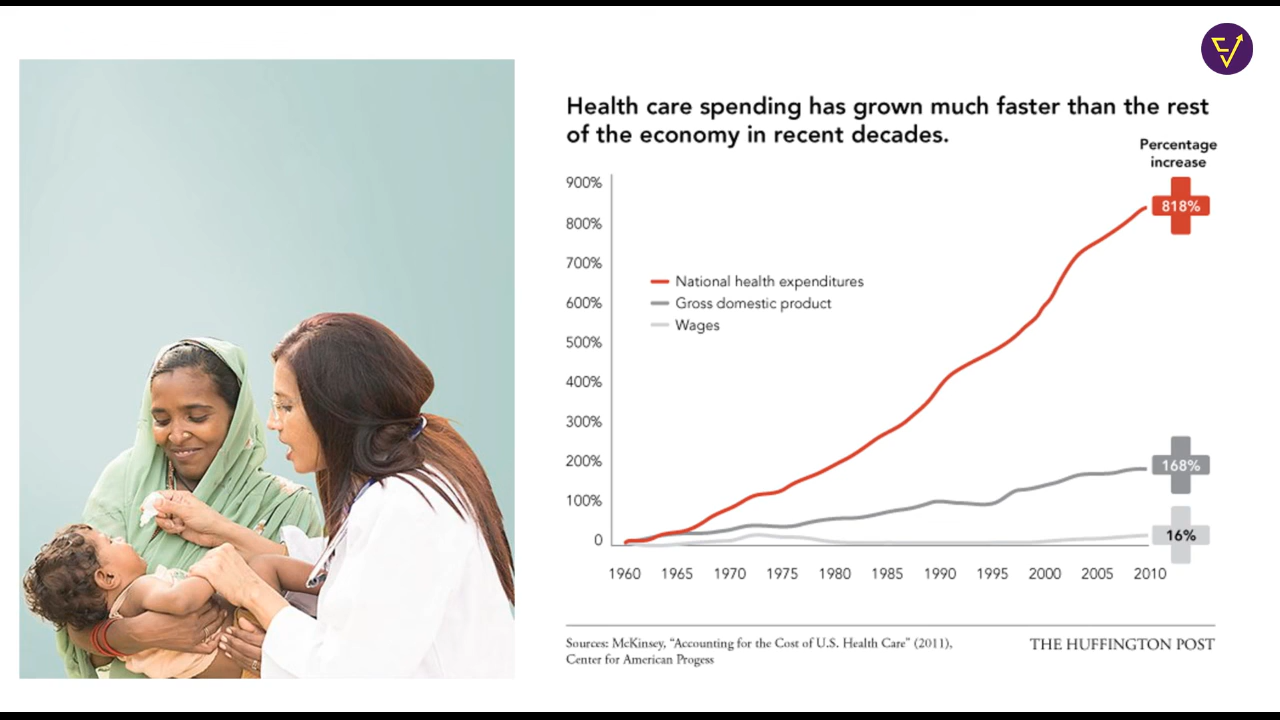 Health care spending has grown much faster than the rest
of the economy in recent decades.
Percentage
increase
900%
800%
700%
600%
500%
400%
300%
200%
100%
0
818%
National health expenditures
Gross domestic product
Wages
168%
16%
1960 1965 1970 1975 1980 1985 1990 1995 2000 2005 2010
Sources: McKinsey, “Accounting for the Cost of U.S. Health Care” (2011),
Center for American Progess
THE HUFFINGTON POST